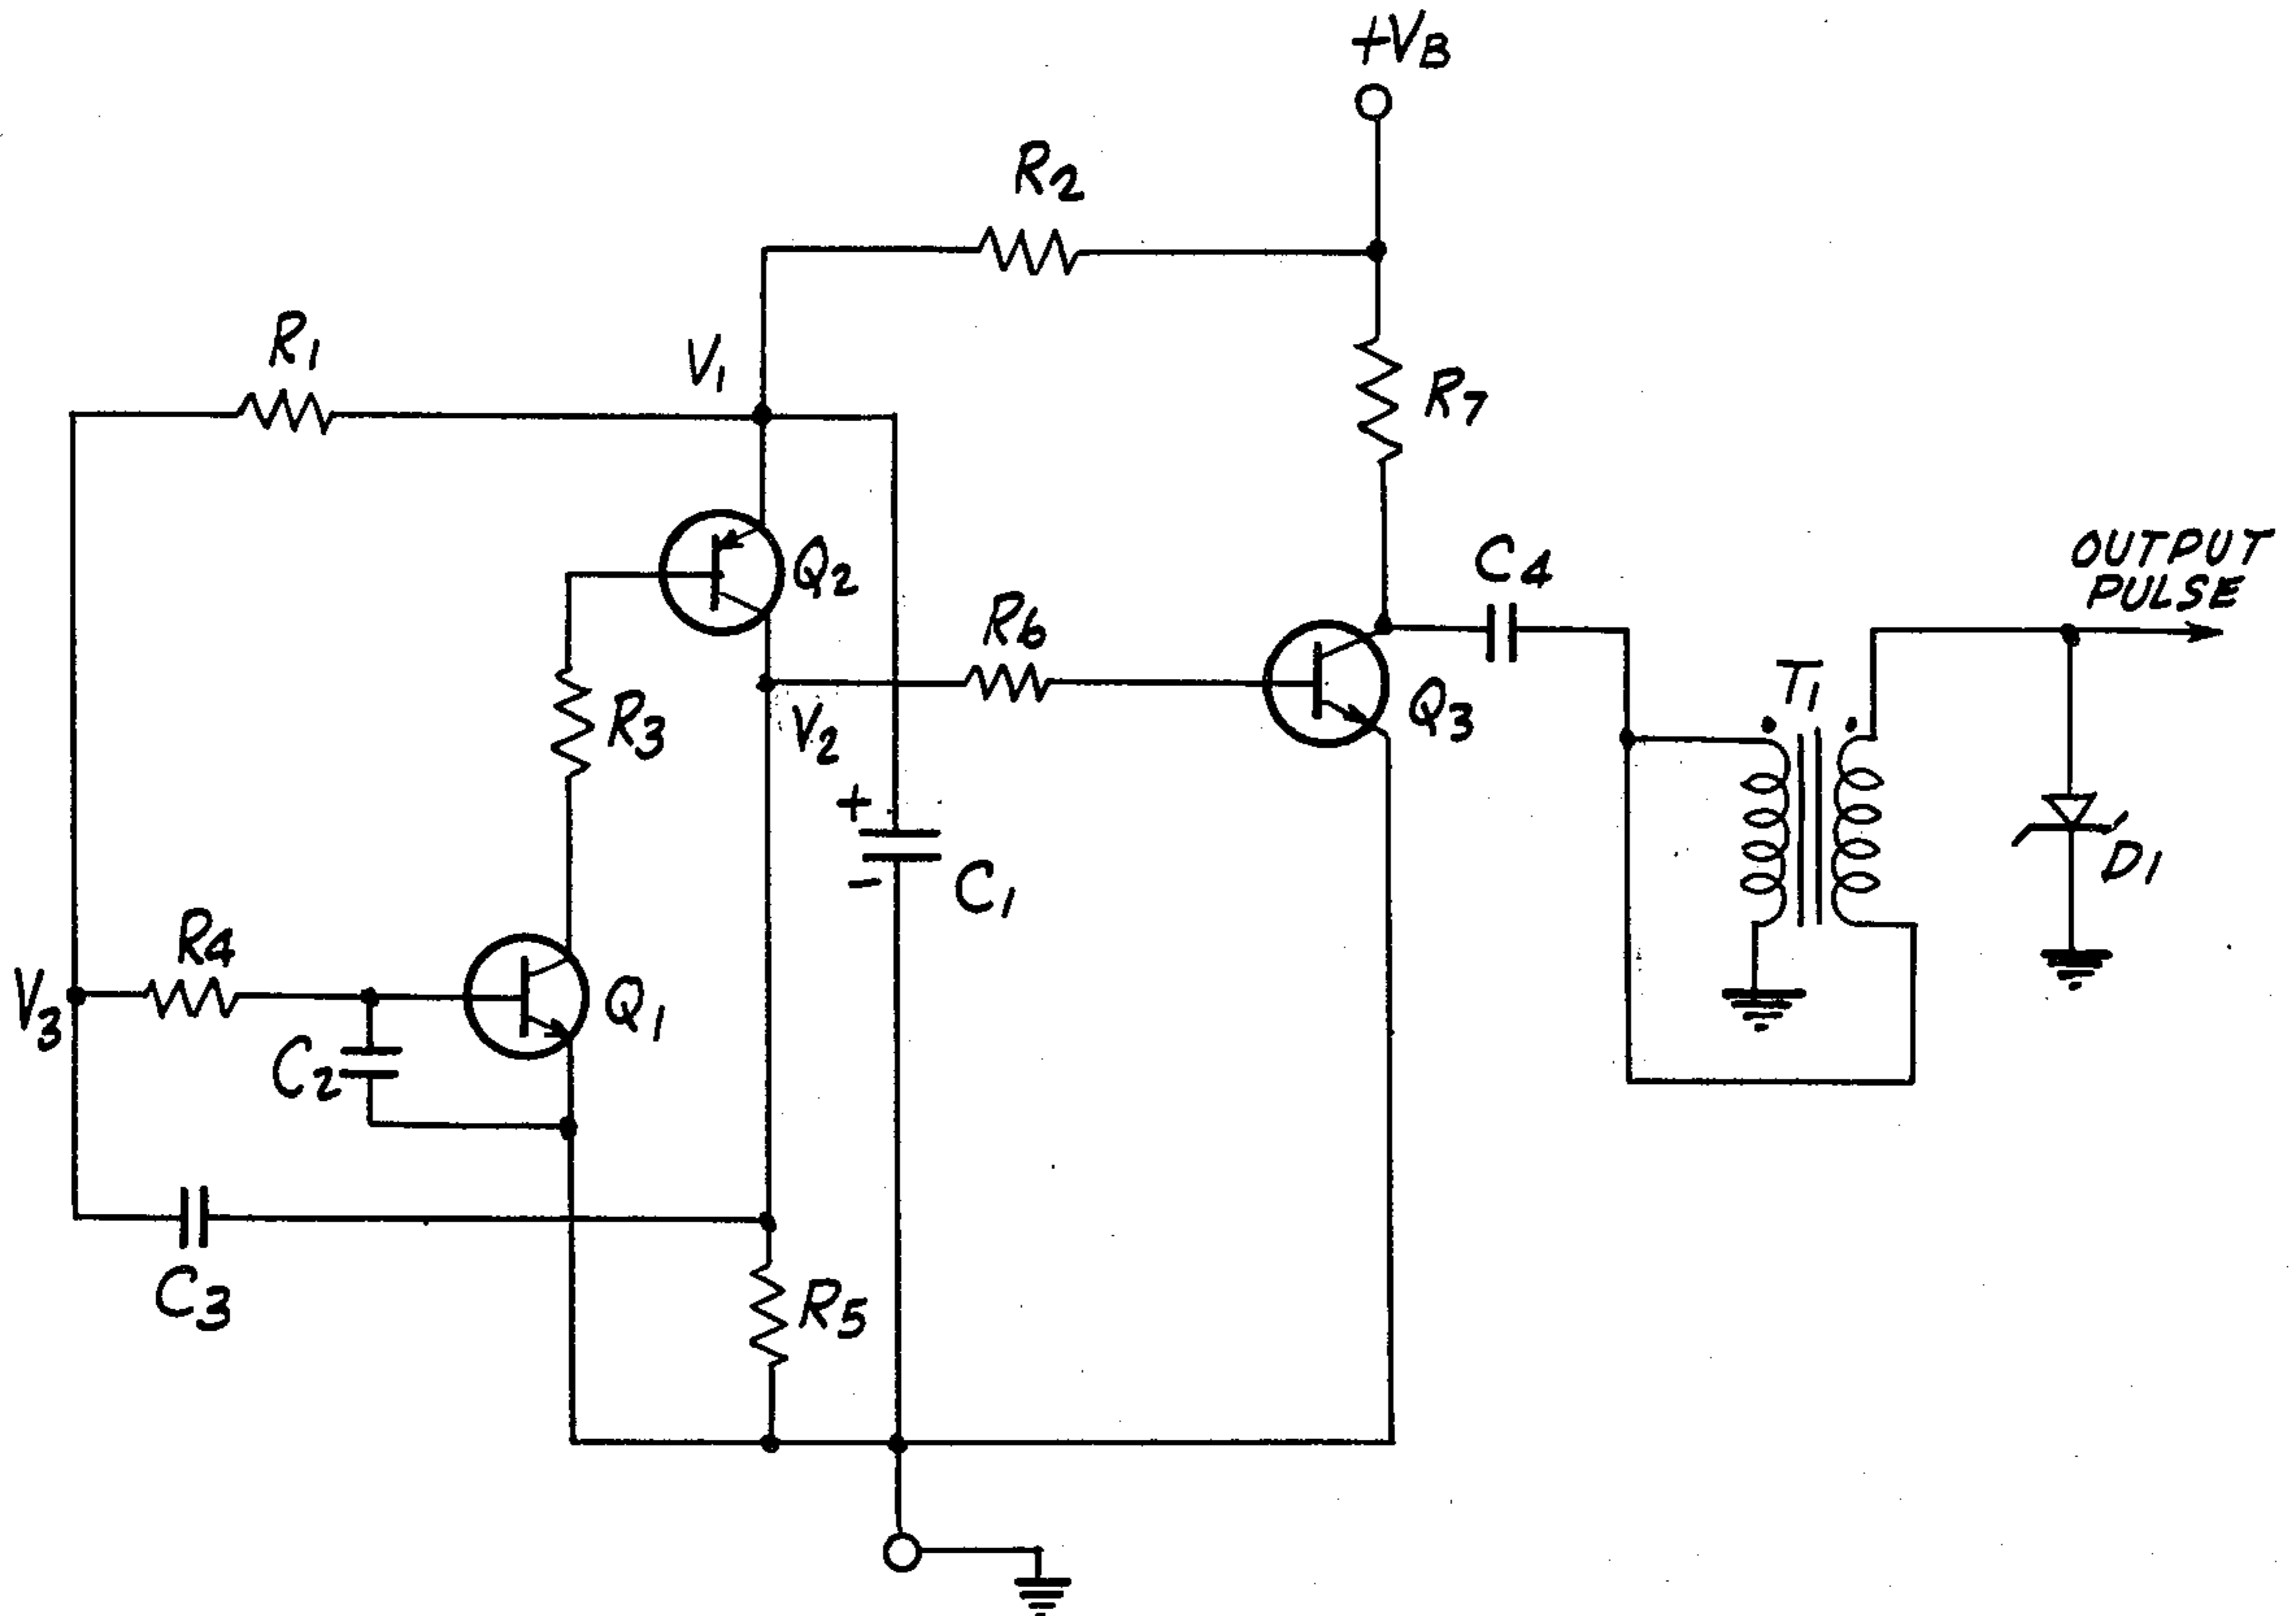 +VB
R2
R1
V1
R7
Q2
C4
OUTPUT
PULSE
R6
R3
V2
Q3
T1
+
-
C1
D1
R4
V3
Q1
C2
C3
R5